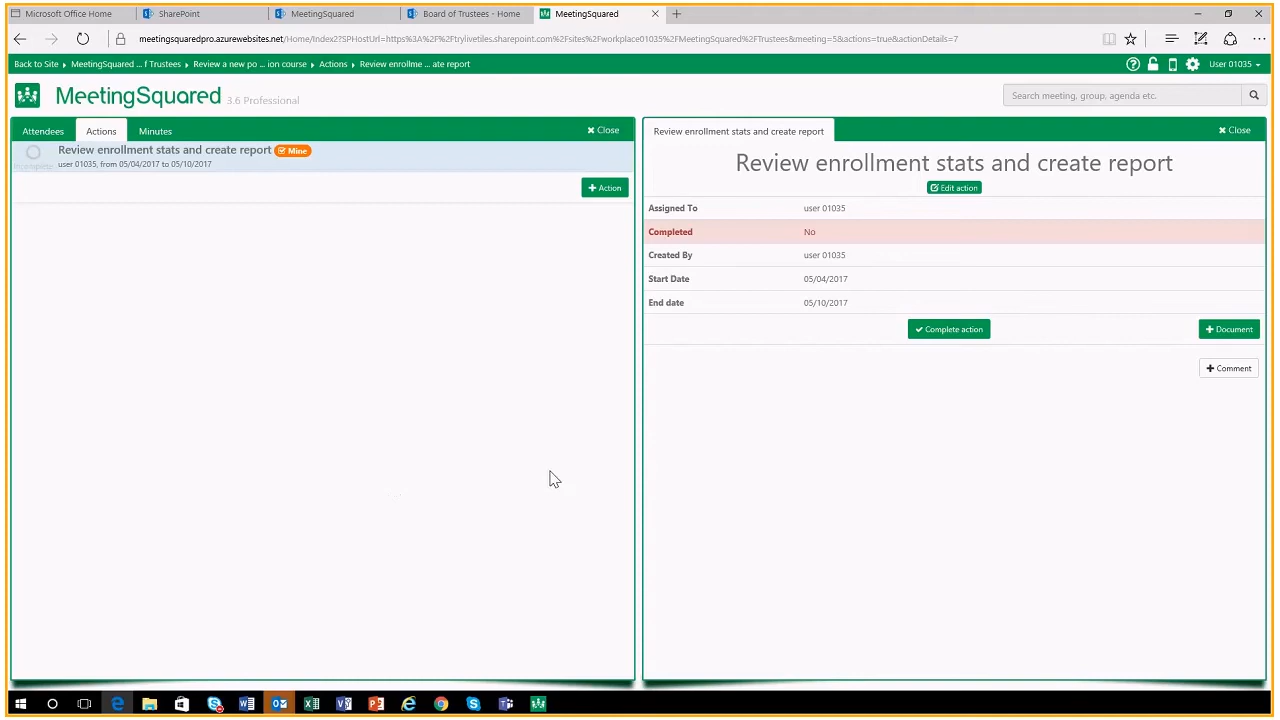 Microsoft Office Home
SharePoint
MeetingSquared
Board of Trustees - Home
MeetingSquared
meetingsquaredpro.azurewebsites.net/Home/Index2?SPHostUrl=https%3A%2F%2Ftrylivetiles.sharepoint.com%2Fsites%2Fworkplace01035%2FMeetingSquared%2FTrustees&meeting=5&actions=true&actionDetails=7
Back to Site MeetingSquared ... f Trustees Review a new po ... ion course Actions Review enrollme ... ate report
User 01035
MeetingSquared 3.6 Professional
Search meeting, group, agenda etc.
Attendees Actions Minutes Close
Review enrollment stats and create report Mine
user 01035, from 05/04/2017 to 05/10/2017
Incomplete
Action
Review enrollment stats and create report Close
Review enrollment stats and create report
Edit action
Assigned To user 01035
Completed No
Created By user 01035
Start Date 05/04/2017
End date 05/10/2017
Complete action
Document
Comment